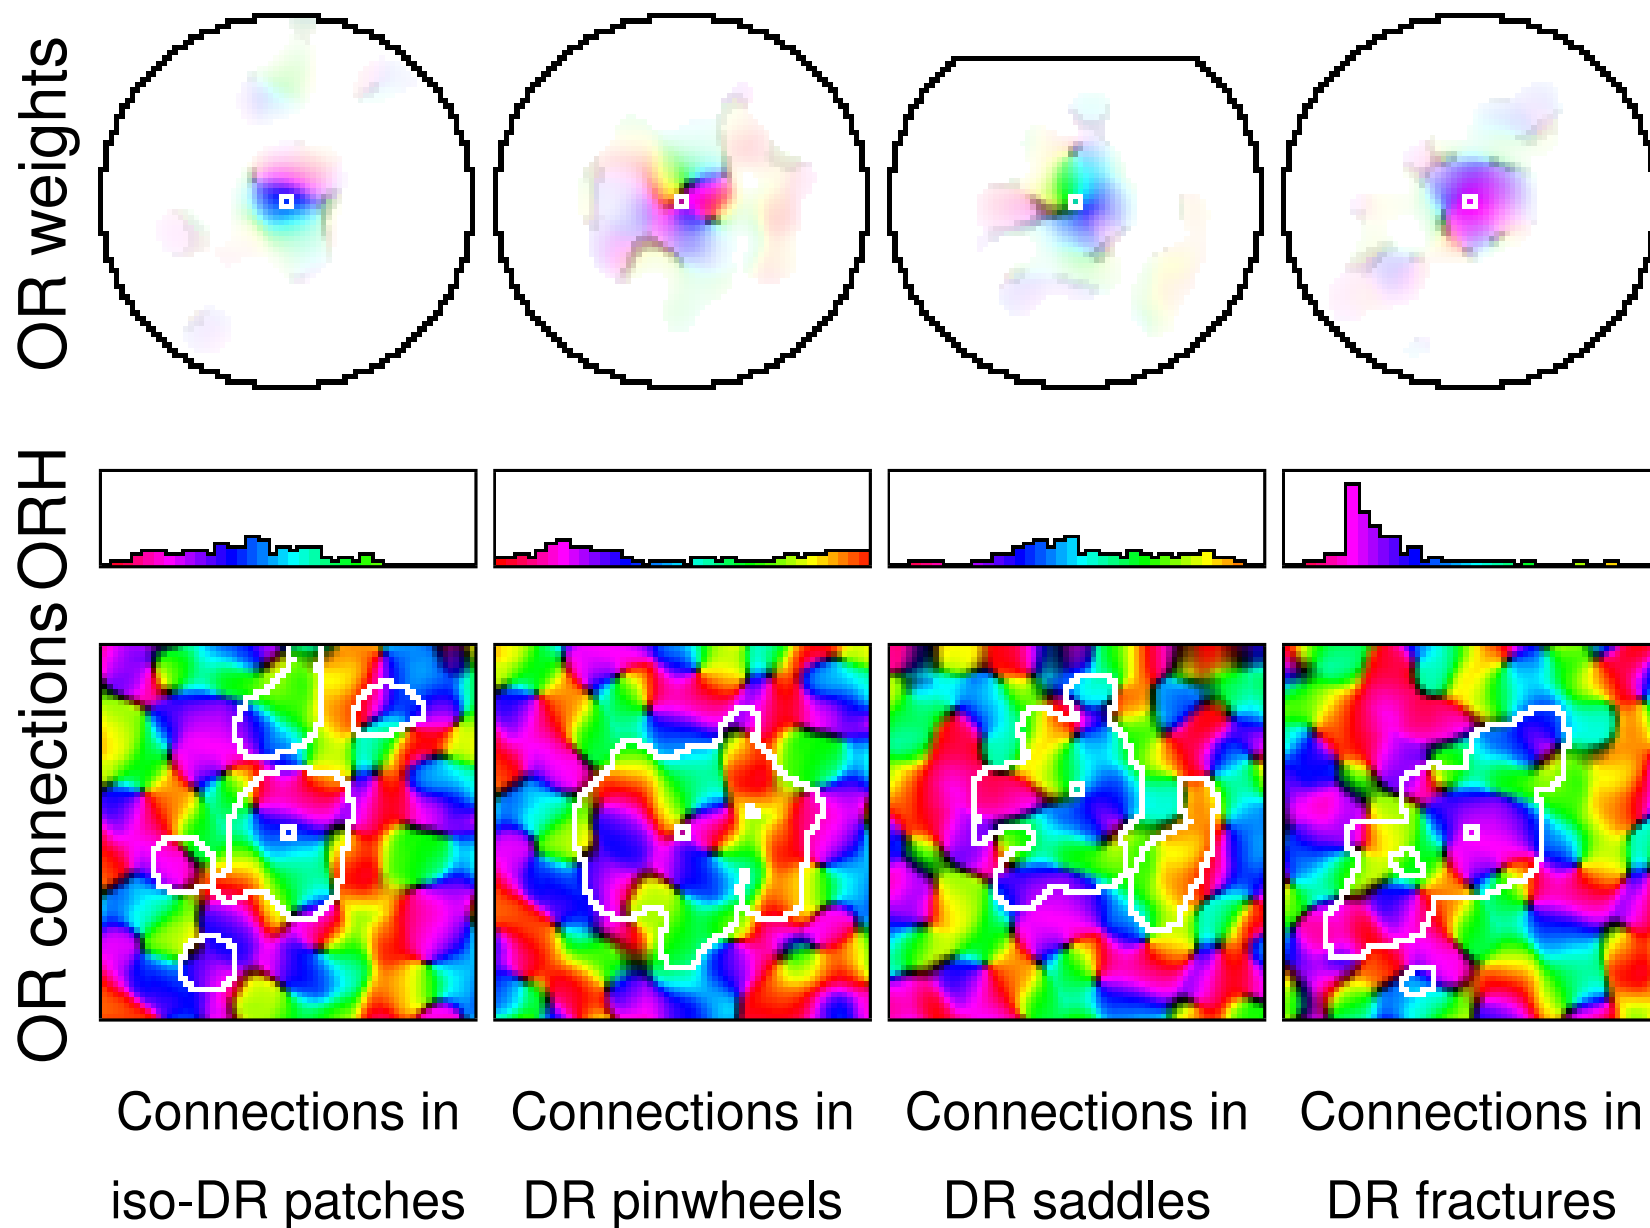 OR weights
ORH
OR connections
Connections in
iso-DR patches
Connections in
DR pinwheels
Connections in
DR saddles
Connections in
DR fractures